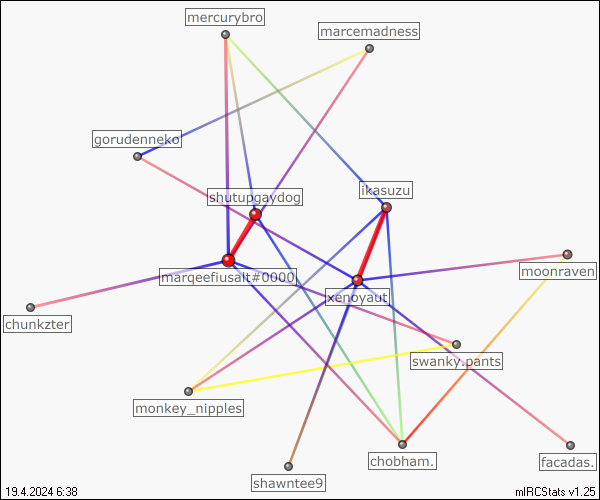 mercurybro
marcemadness
gorudenneko
ikasuzu
shutupgaydog
moonraven
marqeefiusalt#0000
xenoyaut
chunkzter
swanky.pants
monkey_nipples
chobham.
facadas.
shawntee9
19.4.2024 6:38
mIRCStats v1.25